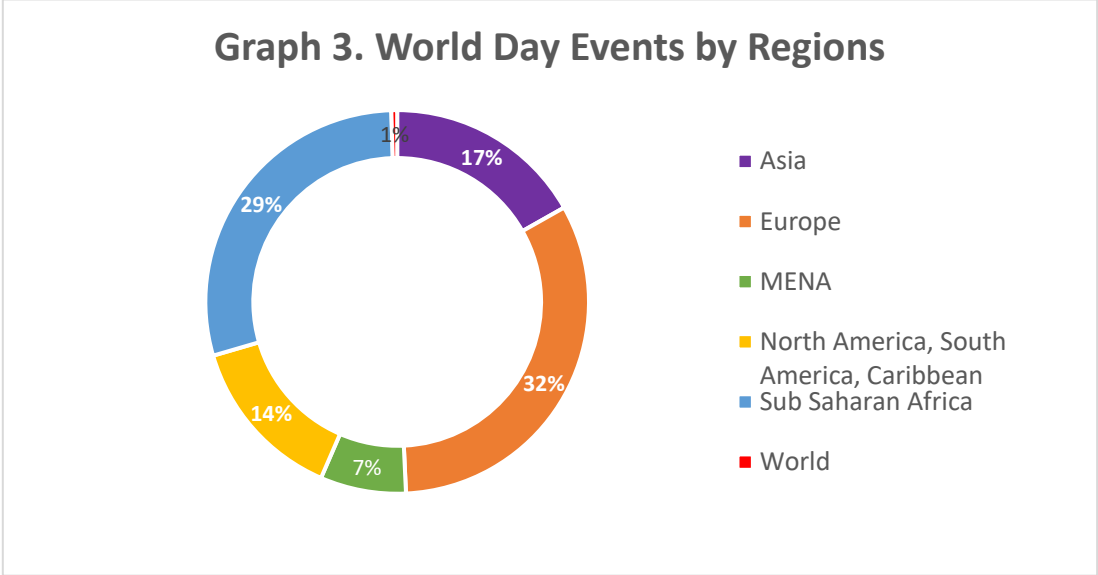 Graph 3. World Day Events by Regions
1%
17%
29%
32%
14%
7%
Asia
Europe
MENA
North America, South
America, Caribbean
Sub Saharan Africa
World